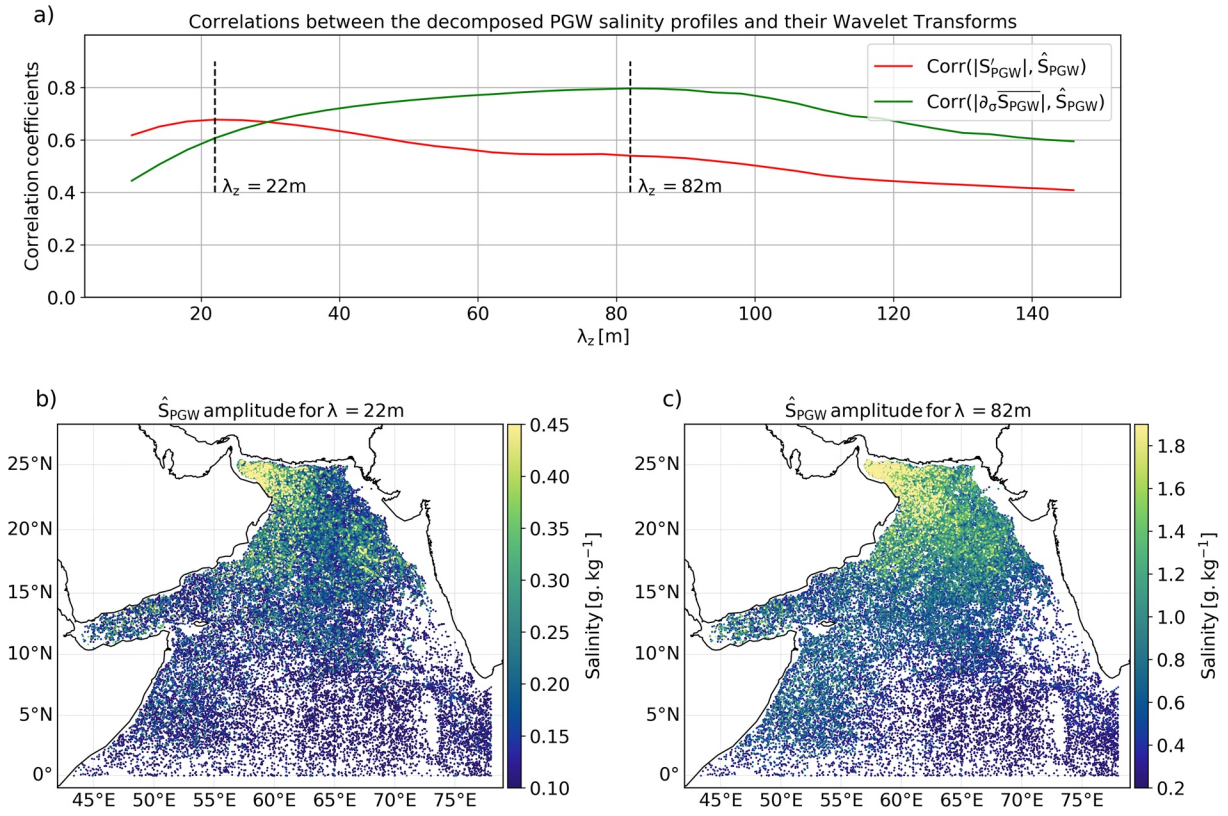 a)
Correlations between the decomposed PGW salinity profiles and their Wavelet Transforms
Corr(|S′PGW|, ŜPGW)
Corr(|∂σS̅PGW|, ŜPGW)
Correlation coefficients
0.8
0.6
0.4
0.2
0.0
λz = 22m
λz = 82m
20 40 60 80 100 120 140
λz [m]
b)
ŜPGW amplitude for λ = 22m
25°N
20°N
15°N
10°N
5°N
0°
45°E 50°E 55°E 60°E 65°E 70°E 75°E
0.45
0.40
0.35
0.30
0.25
0.20
0.15
0.10
Salinity [g. kg⁻¹]
c)
ŜPGW amplitude for λ = 82m
25°N
20°N
15°N
10°N
5°N
0°
45°E 50°E 55°E 60°E 65°E 70°E 75°E
1.8
1.6
1.4
1.2
1.0
0.8
0.6
0.4
0.2
Salinity [g. kg⁻¹]